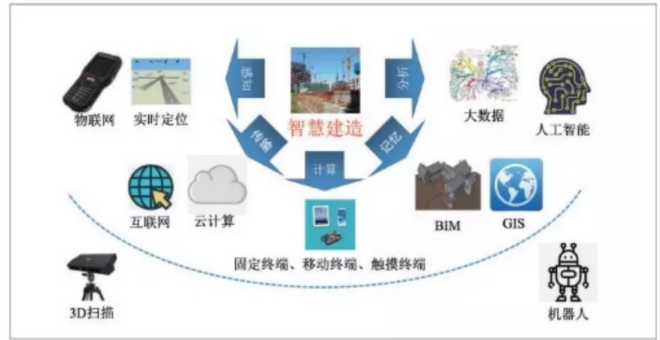 感知
分析
物联网
实时定位
智慧建造
大数据
人工智能
传输
记忆
计算
互联网
云计算
BIM
GIS
固定终端、移动终端、触摸终端
3D扫描
机器人